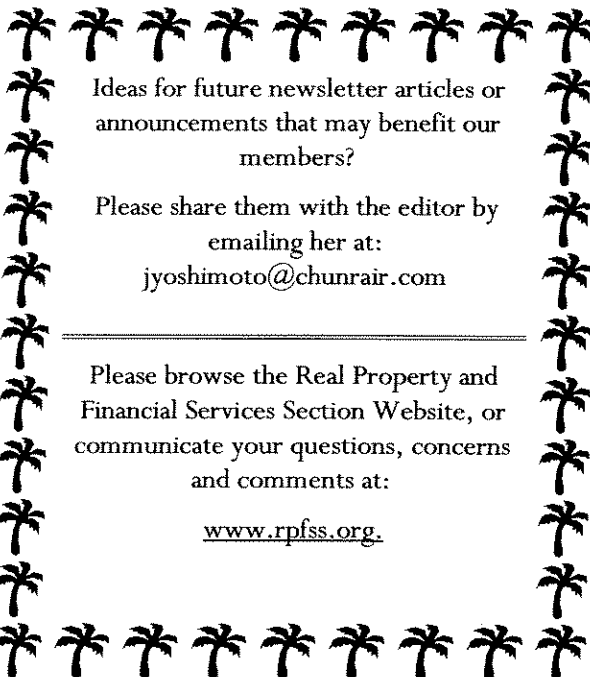 Ideas for future newsletter articles or
announcements that may benefit our
members?
Please share them with the editor by
emailing her at:
jyoshimoto@chunrair.com
Please browse the Real Property and
Financial Services Section Website, or
communicate your questions, concerns
and comments at:
www.rpfss.org.